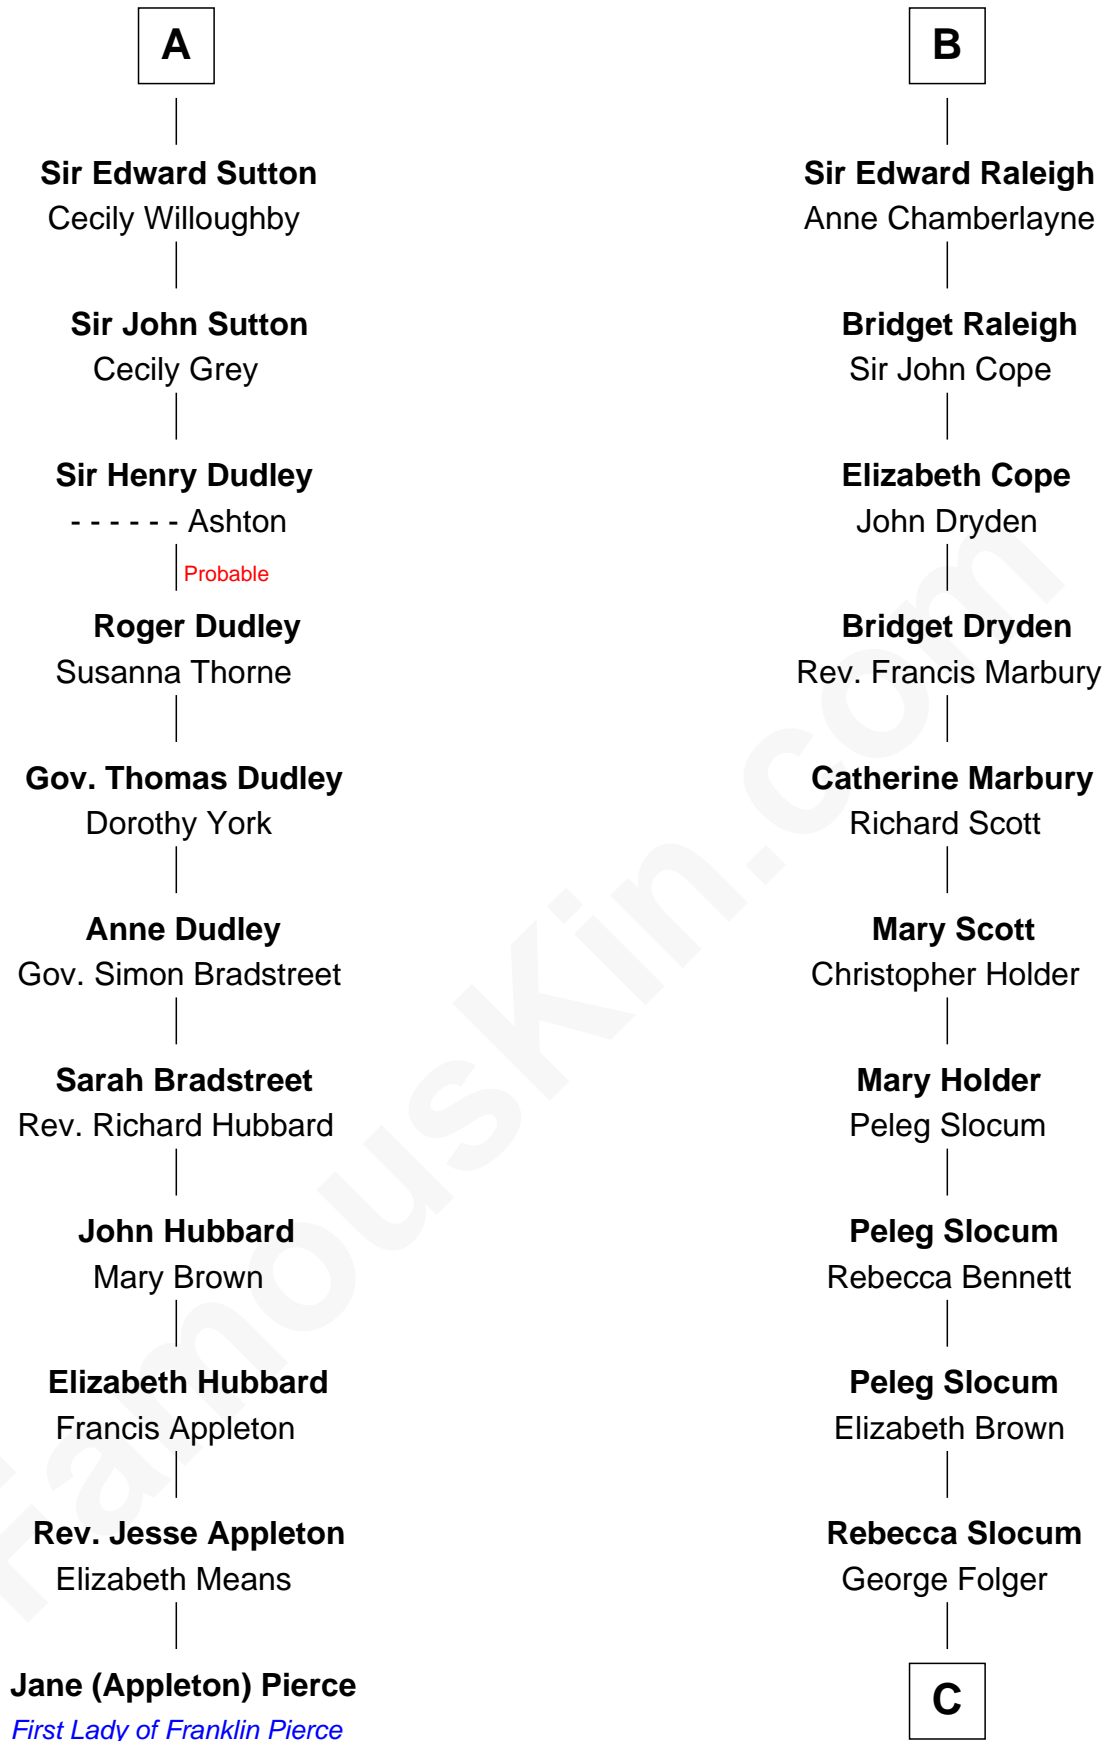 A
Sir Edward Sutton
Cecily Willoughby
Sir John Sutton
Cecily Grey
Sir Henry Dudley
- - - - - - Ashton
Probable
Roger Dudley
Susanna Thorne
Gov. Thomas Dudley
Dorothy York
Anne Dudley
Gov. Simon Bradstreet
Sarah Bradstreet
Rev. Richard Hubbard
John Hubbard
Mary Brown
Elizabeth Hubbard
Francis Appleton
Rev. Jesse Appleton
Elizabeth Means
Jane (Appleton) Pierce
First Lady of Franklin Pierce
B
Sir Edward Raleigh
Anne Chamberlayne
Bridget Raleigh
Sir John Cope
Elizabeth Cope
John Dryden
Bridget Dryden
Rev. Francis Marbury
Catherine Marbury
Richard Scott
Mary Scott
Christopher Holder
Mary Holder
Peleg Slocum
Peleg Slocum
Rebecca Bennett
Peleg Slocum
Elizabeth Brown
Rebecca Slocum
George Folger
C
FamousKin.com